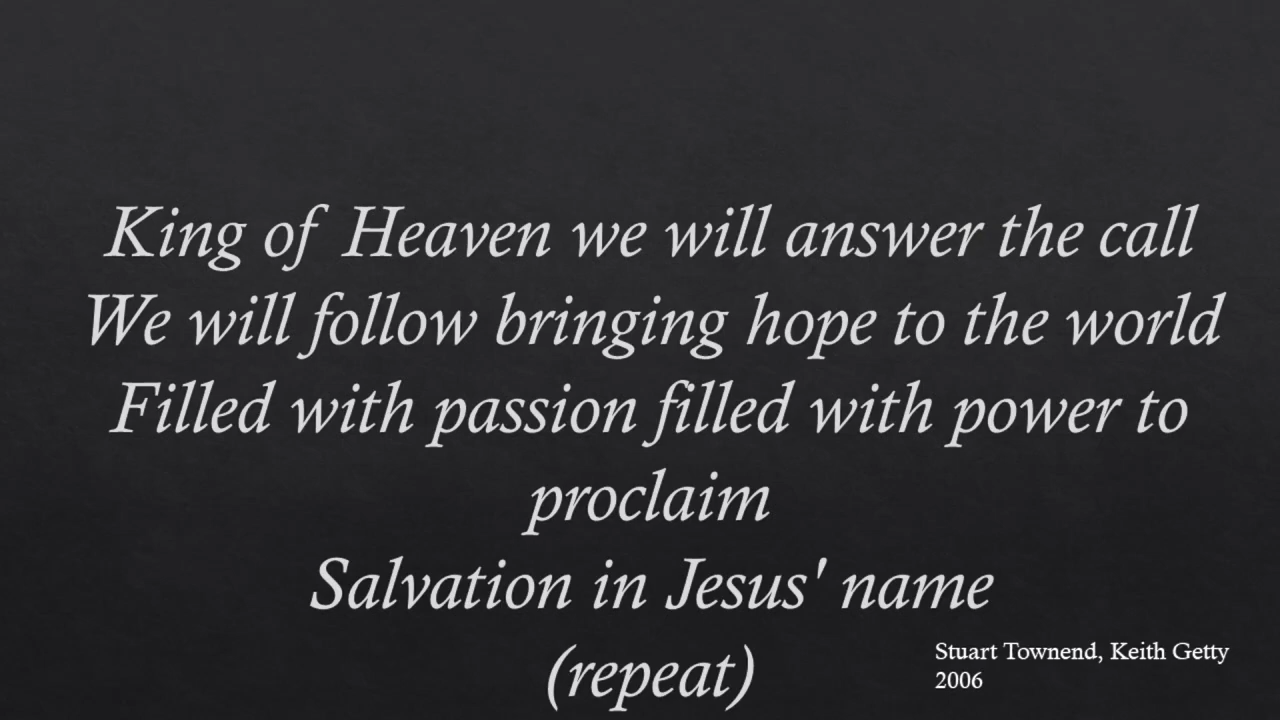 King of Heaven we will answer the call
We will follow bringing hope to the world
Filled with passion filled with power to
proclaim
Salvation in Jesus' name
(repeat)
Stuart Townend, Keith Getty
2006